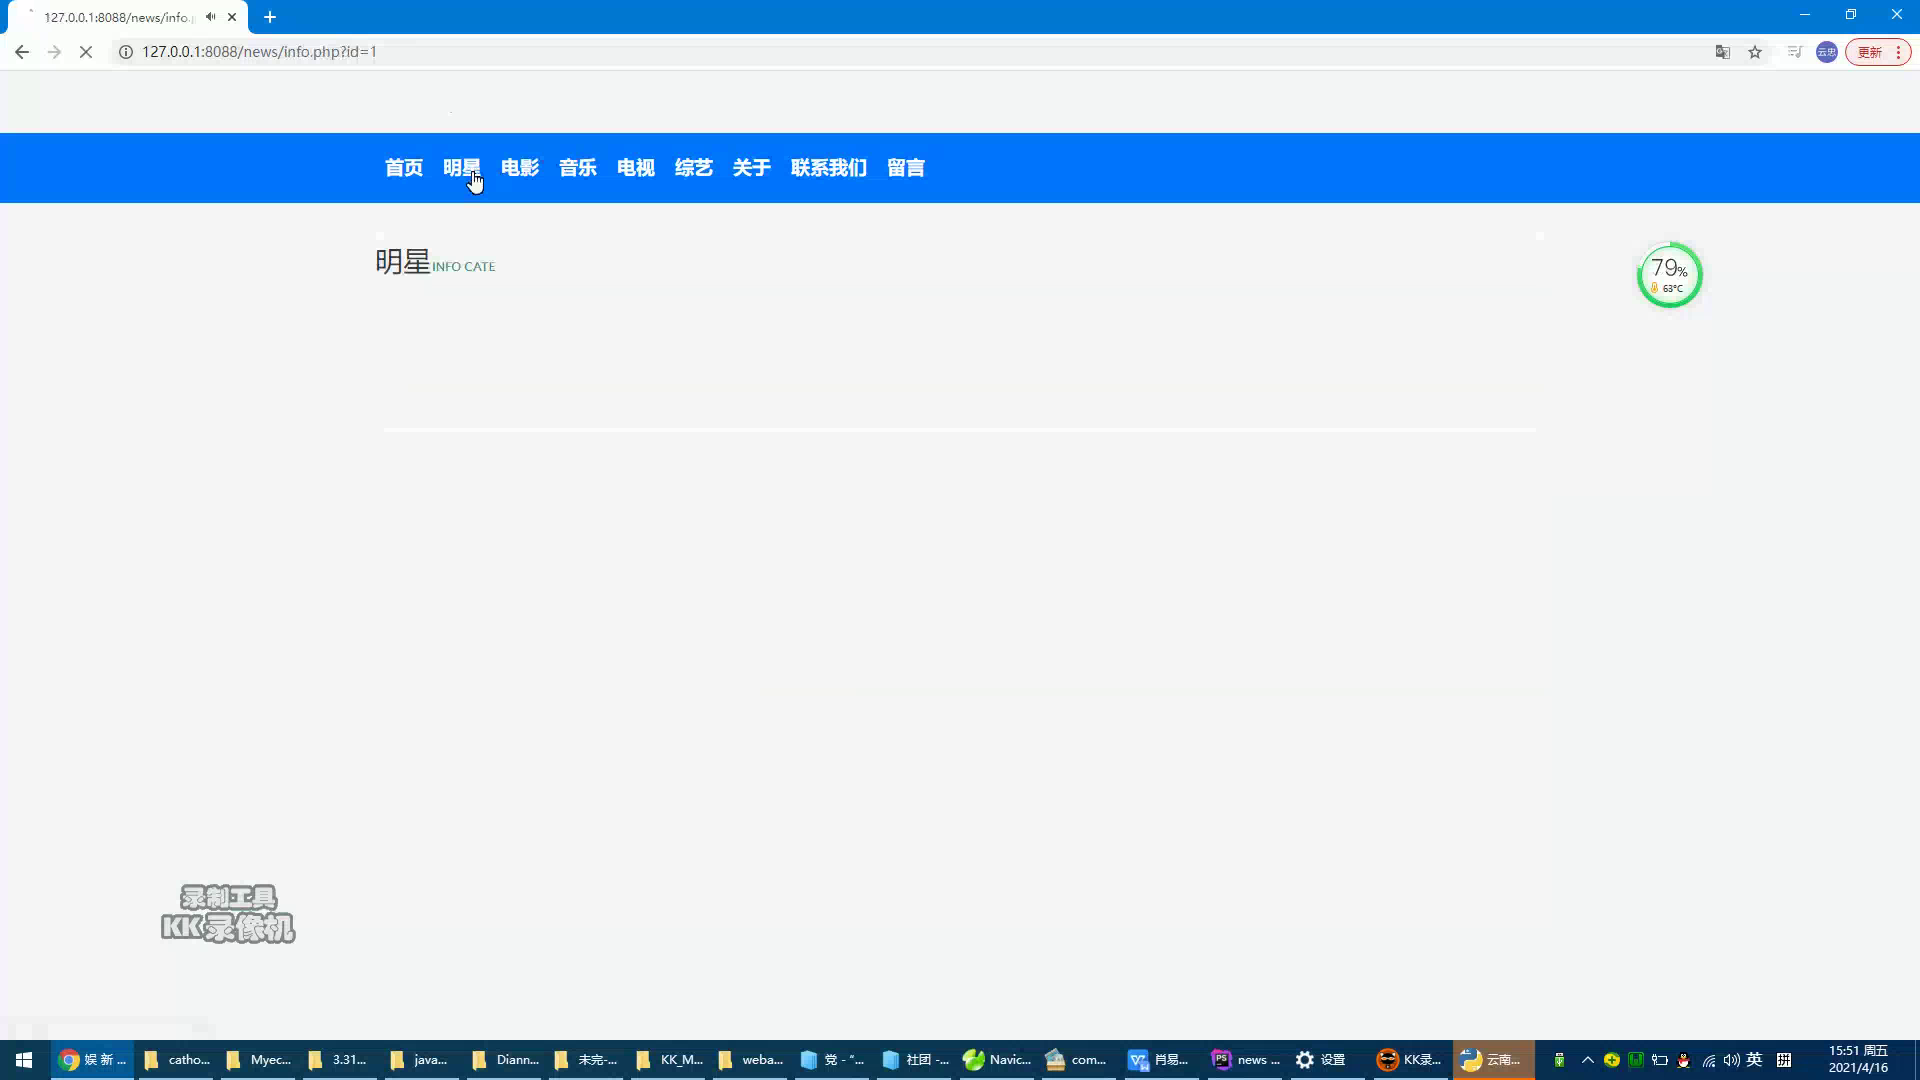 127.0.0.1:8088/news/info.p
127.0.0.1:8088/news/info.php?id=1
云忠
更新
首页 明星 电影 音乐 电视 综艺 关于 联系我们 留言
明星 INFO CATE
79%
63°C
录制工具
KK录像机
娱 新 ...
catho...
Myec...
3.31...
java...
Diann...
未完-...
KK_M...
weba...
党 - “...
社团 -...
Navic...
com...
肖易...
news ...
设置
KK录...
云南...
英
拼
15:51 周五
2021/4/16